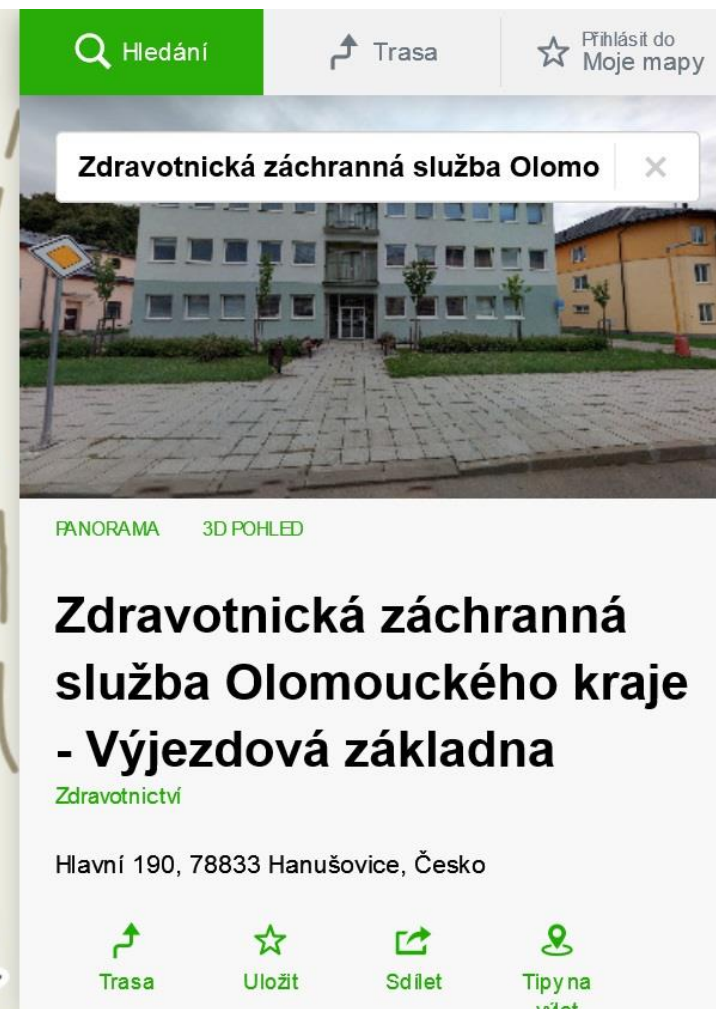 Hledání
Trasa
Přihlásit do
Moje mapy
Zdravotnická záchranná služba Olomo
PANORAMA 3D POHLED
Zdravotnická záchranná
služba Olomouckého kraje
- Výjezdová základna
Zdravotnictví
Hlavní 190, 78833 Hanušovice, Česko
Trasa Uložit Sdílet Tipy na
výlet